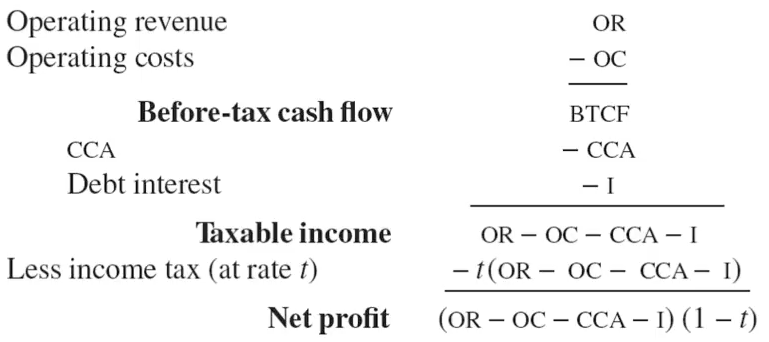 Operating revenue OR
Operating costs − OC
Before-tax cash flow BTCF
CCA − CCA
Debt interest − I
Taxable income OR − OC − CCA − I
Less income tax (at rate t) − t(OR − OC − CCA − I)
Net profit (OR − OC − CCA − I) (1 − t)